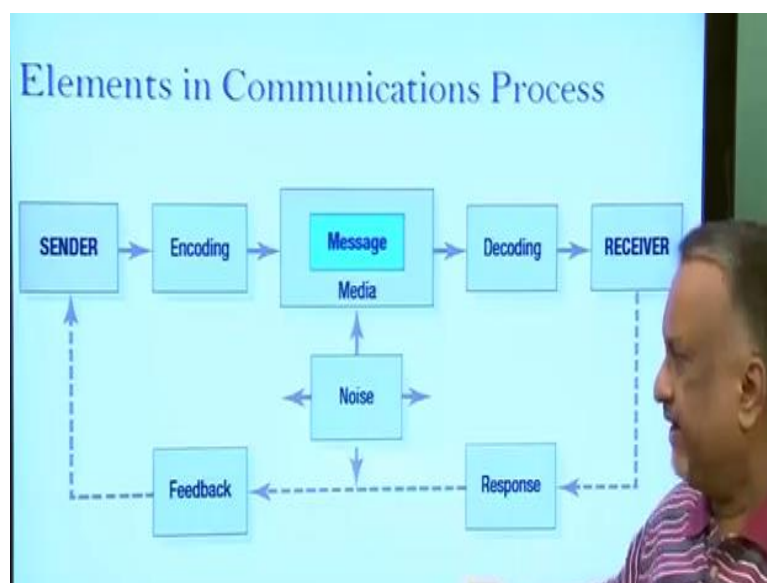 Elements in Communications Process
SENDER
Encoding
Message
Media
Decoding
RECEIVER
Noise
Feedback
Response